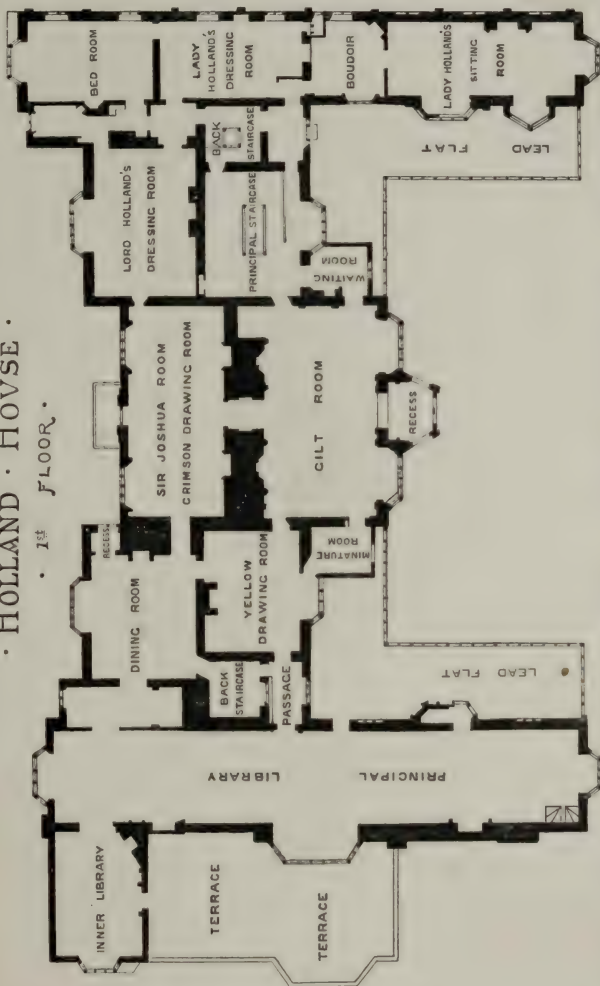 · HOLLAND · HOVSE ·
· 1st FLOOR ·
BED ROOM
LADY
HOLLAND'S
DRESSING
ROOM
BOUDOIR
LADY HOLLAND'S
SITTING
ROOM
LORD HOLLAND'S
DRESSING ROOM
BACK
STAIRCASE
PRINCIPAL STAIRCASE
WAITING
ROOM
LEAD FLAT
SIR JOSHUA ROOM
CRIMSON DRAWING ROOM
GILT ROOM
RECESS
RECESS
DINING ROOM
YELLOW
DRAWING ROOM
MINATURE
ROOM
BACK
STAIRCASE
PASSAGE
LEAD FLAT
PRINCIPAL LIBRARY
INNER LIBRARY
TERRACE
TERRACE